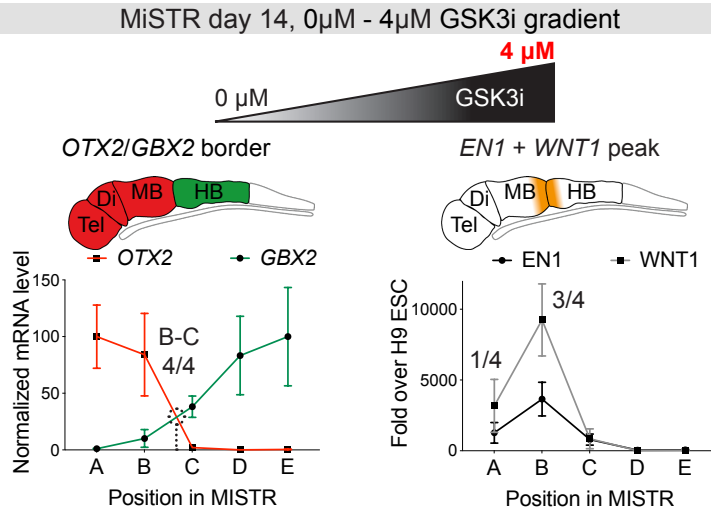 MiSTR day 14, 0µM - 4µM GSK3i gradient
4 µM
0 µM
GSK3i
OTX2/GBX2 border
Tel
Di
MB
HB
OTX2
GBX2
Normalized mRNA level
150
100
50
0
B-C
4/4
A B C D E
Position in MISTR
EN1 + WNT1 peak
Tel
Di
MB
HB
EN1
WNT1
Fold over H9 ESC
10000
5000
0
1/4
3/4
A B C D E
Position in MISTR